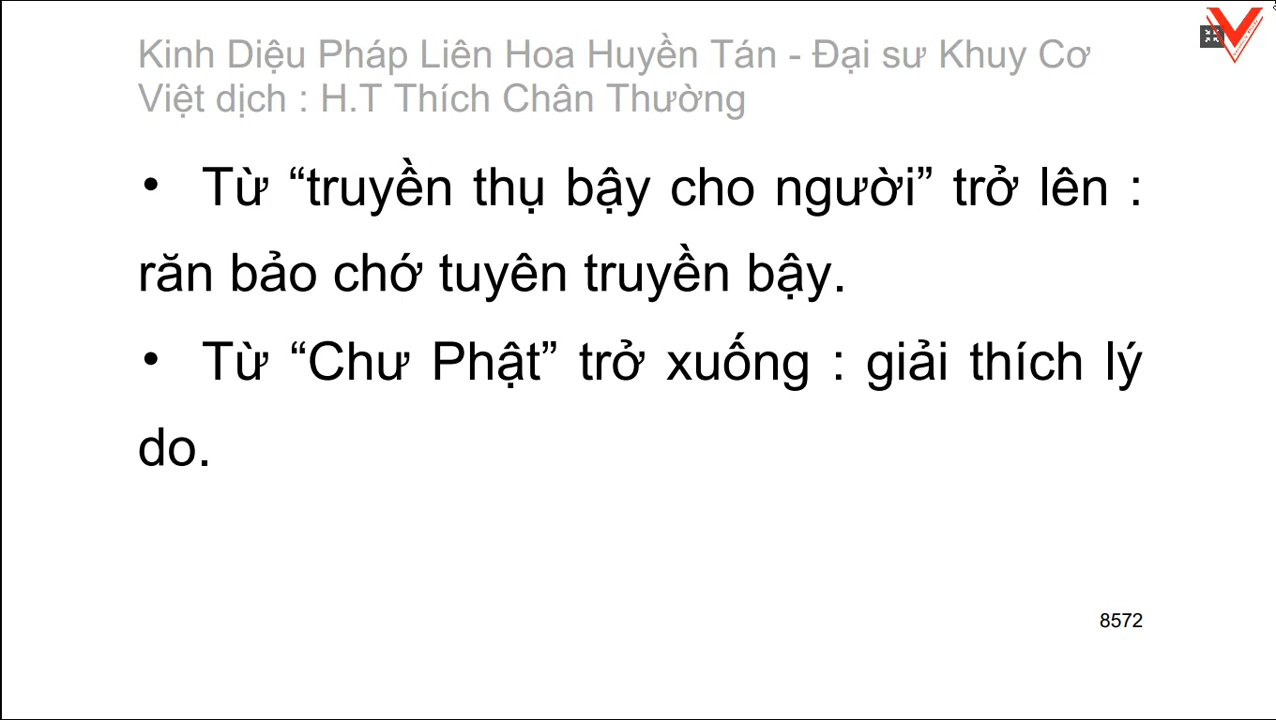 Kinh Diệu Pháp Liên Hoa Huyền Tán - Đại sư Khuy Cơ
Việt dịch : H.T Thích Chân Thường
• Từ “truyền thụ bậy cho người” trở lên :
răn bảo chớ tuyên truyền bậy.
• Từ “Chư Phật” trở xuống : giải thích lý
do.
8572